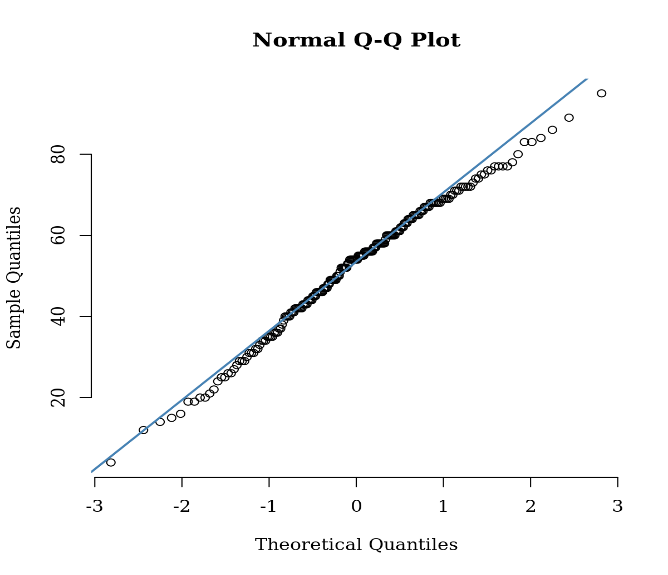 Normal Q-Q Plot
Sample Quantiles
80
60
40
20
-3 -2 -1 0 1 2 3
Theoretical Quantiles